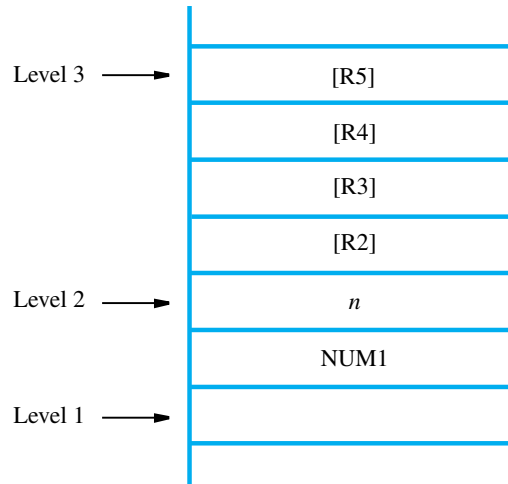 Level 3
[R5]
[R4]
[R3]
[R2]
Level 2
n
NUM1
Level 1